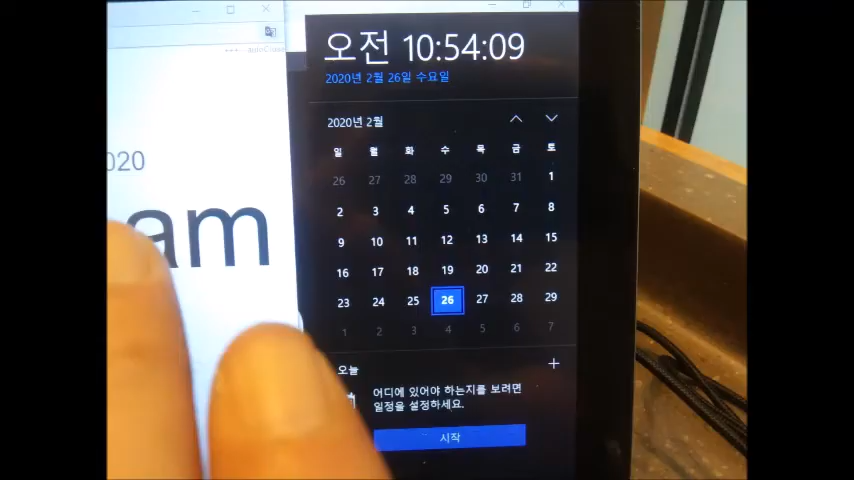 020
am
오전 10:54:09
2020년 2월 26일 수요일
2020년 2월
일 월 화 수 목 금 토
26 27 28 29 30 31 1
2 3 4 5 6 7 8
9 10 11 12 13 14 15
16 17 18 19 20 21 22
23 24 25 26 27 28 29
1 2 3 4 5 6 7
오늘
어디에 있어야 하는지를 보려면
일정을 설정하세요.
시작